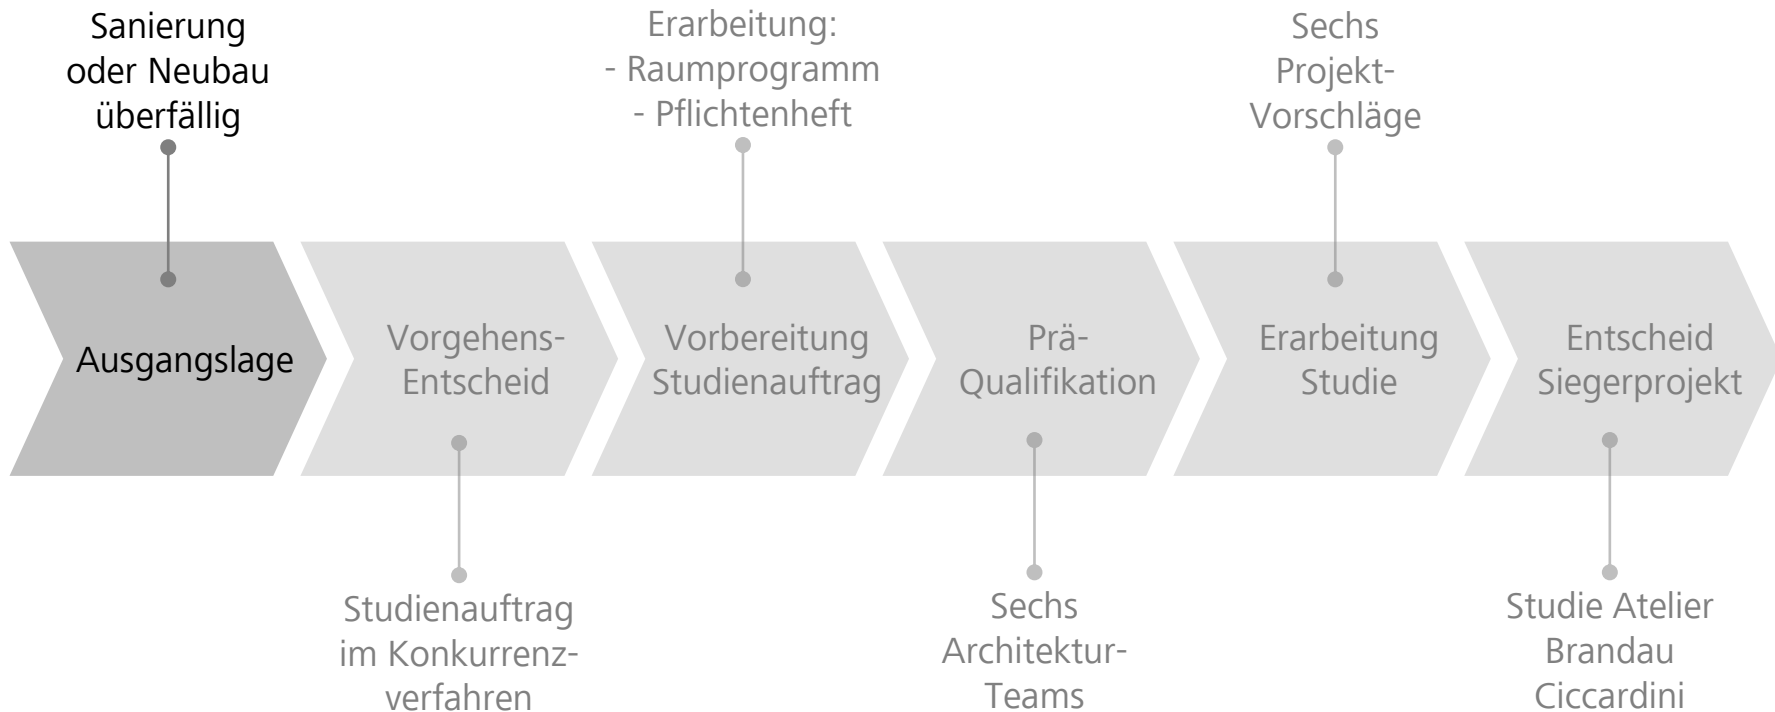 Sanierung
oder Neubau
überfällig
Erarbeitung:
- Raumprogramm
- Pflichtenheft
Sechs
Projekt-
Vorschläge
Ausgangslage
Vorgehens-
Entscheid
Vorbereitung
Studienauftrag
Prä-
Qualifikation
Erarbeitung
Studie
Entscheid
Siegerprojekt
Studienauftrag
im Konkurrenz-
verfahren
Sechs
Architektur-
Teams
Studie Atelier
Brandau
Ciccardini